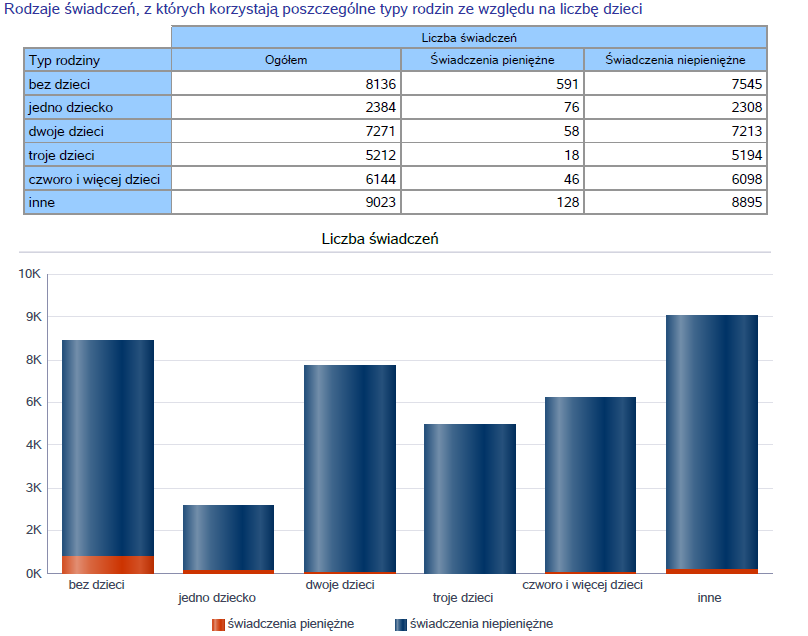 Rodzaje świadczeń, z których korzystają poszczególne typy rodzin ze względu na liczbę dzieci
Liczba świadczeń
Typ rodziny Ogółem Świadczenia pieniężne Świadczenia niepieniężne
bez dzieci 8136 591 7545
jedno dziecko 2384 76 2308
dwoje dzieci 7271 58 7213
troje dzieci 5212 18 5194
czworo i więcej dzieci 6144 46 6098
inne 9023 128 8895
Liczba świadczeń
10K
9K
8K
6K
4K
3K
2K
0K
bez dzieci jedno dziecko dwoje dzieci troje dzieci czworo i więcej dzieci inne
świadczenia pieniężne świadczenia niepieniężne